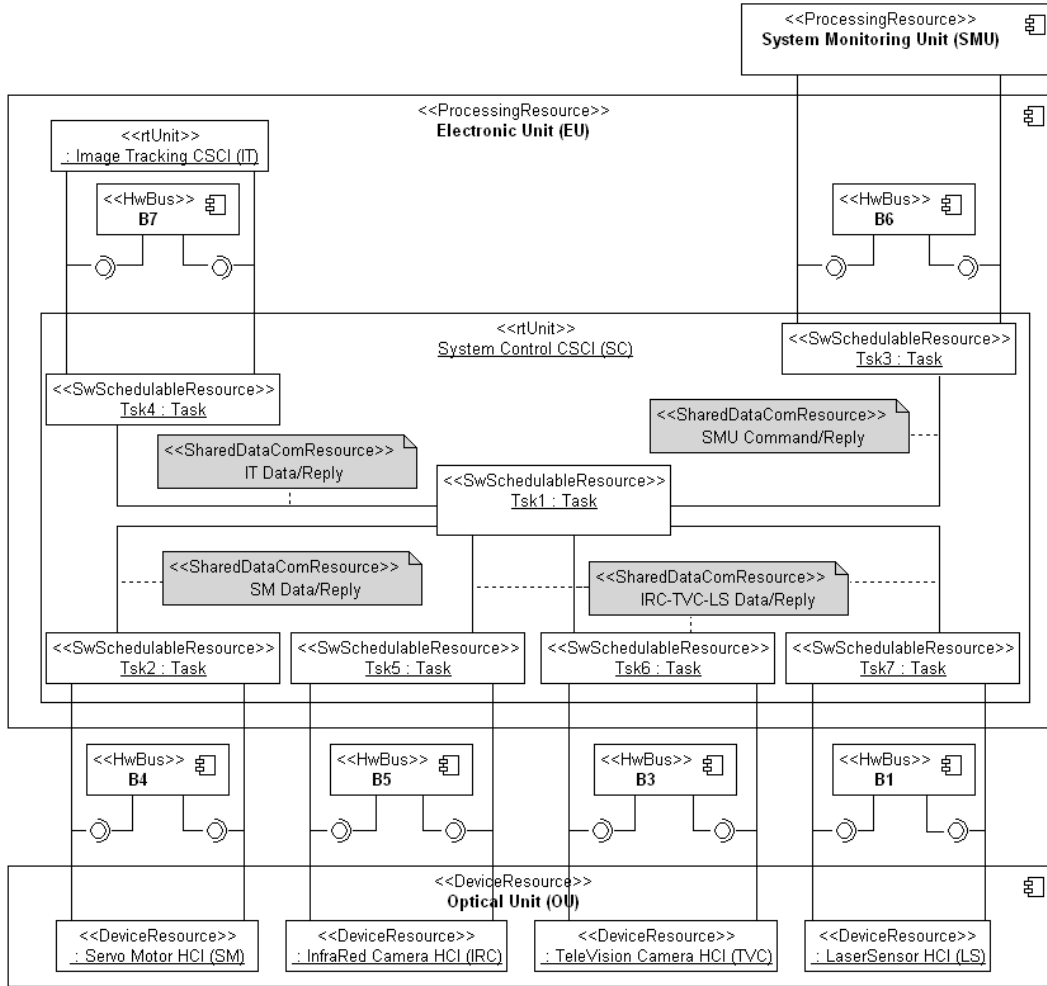 <<ProcessingResource>>
System Monitoring Unit (SMU)
<<ProcessingResource>>
Electronic Unit (EU)
<<rtUnit>>
: Image Tracking CSCI (IT)
<<HwBus>>
B7
<<HwBus>>
B6
<<rtUnit>>
System Control CSCI (SC)
<<SwSchedulableResource>>
Tsk3 : Task
<<SwSchedulableResource>>
Tsk4 : Task
<<SharedDataComResource>>
SMU Command/Reply
<<SharedDataComResource>>
IT Data/Reply
<<SwSchedulableResource>>
Tsk1 : Task
<<SharedDataComResource>>
SM Data/Reply
<<SharedDataComResource>>
IRC-TVC-LS Data/Reply
<<SwSchedulableResource>>
Tsk2 : Task
<<SwSchedulableResource>>
Tsk5 : Task
<<SwSchedulableResource>>
Tsk6 : Task
<<SwSchedulableResource>>
Tsk7 : Task
<<HwBus>>
B4
<<HwBus>>
B5
<<HwBus>>
B3
<<HwBus>>
B1
<<DeviceResource>>
Optical Unit (OU)
<<DeviceResource>>
: Servo Motor HCI (SM)
<<DeviceResource>>
: InfraRed Camera HCI (IRC)
<<DeviceResource>>
: TeleVision Camera HCI (TVC)
<<DeviceResource>>
: LaserSensor HCI (LS)